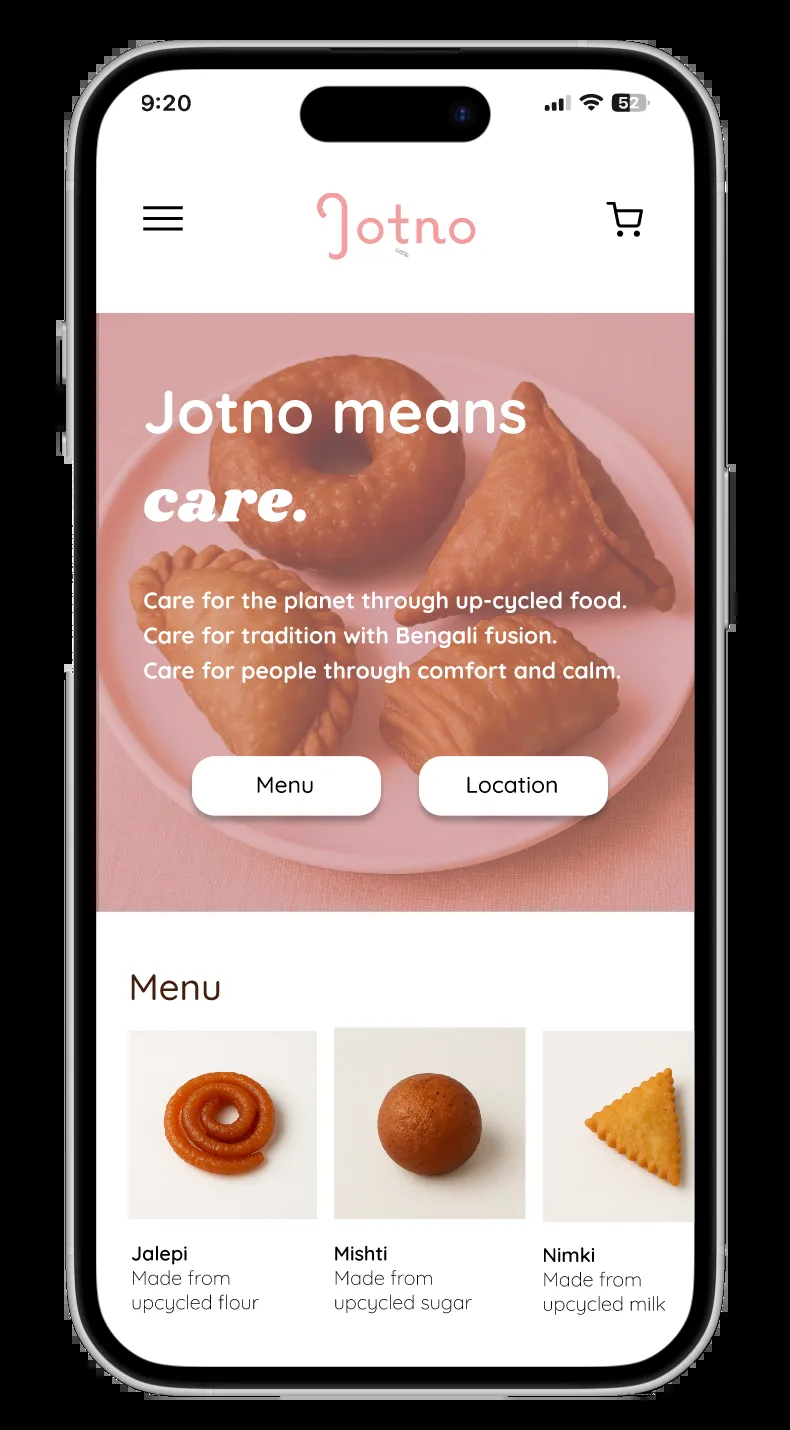 9:20
52
Jotno
Jotno means
care.
Care for the planet through up-cycled food.
Care for tradition with Bengali fusion.
Care for people through comfort and calm.
Menu Location
Menu
Jalepi Mishti Nimki
Made from Made from Made from
upcycled flour upcycled sugar upcycled milk